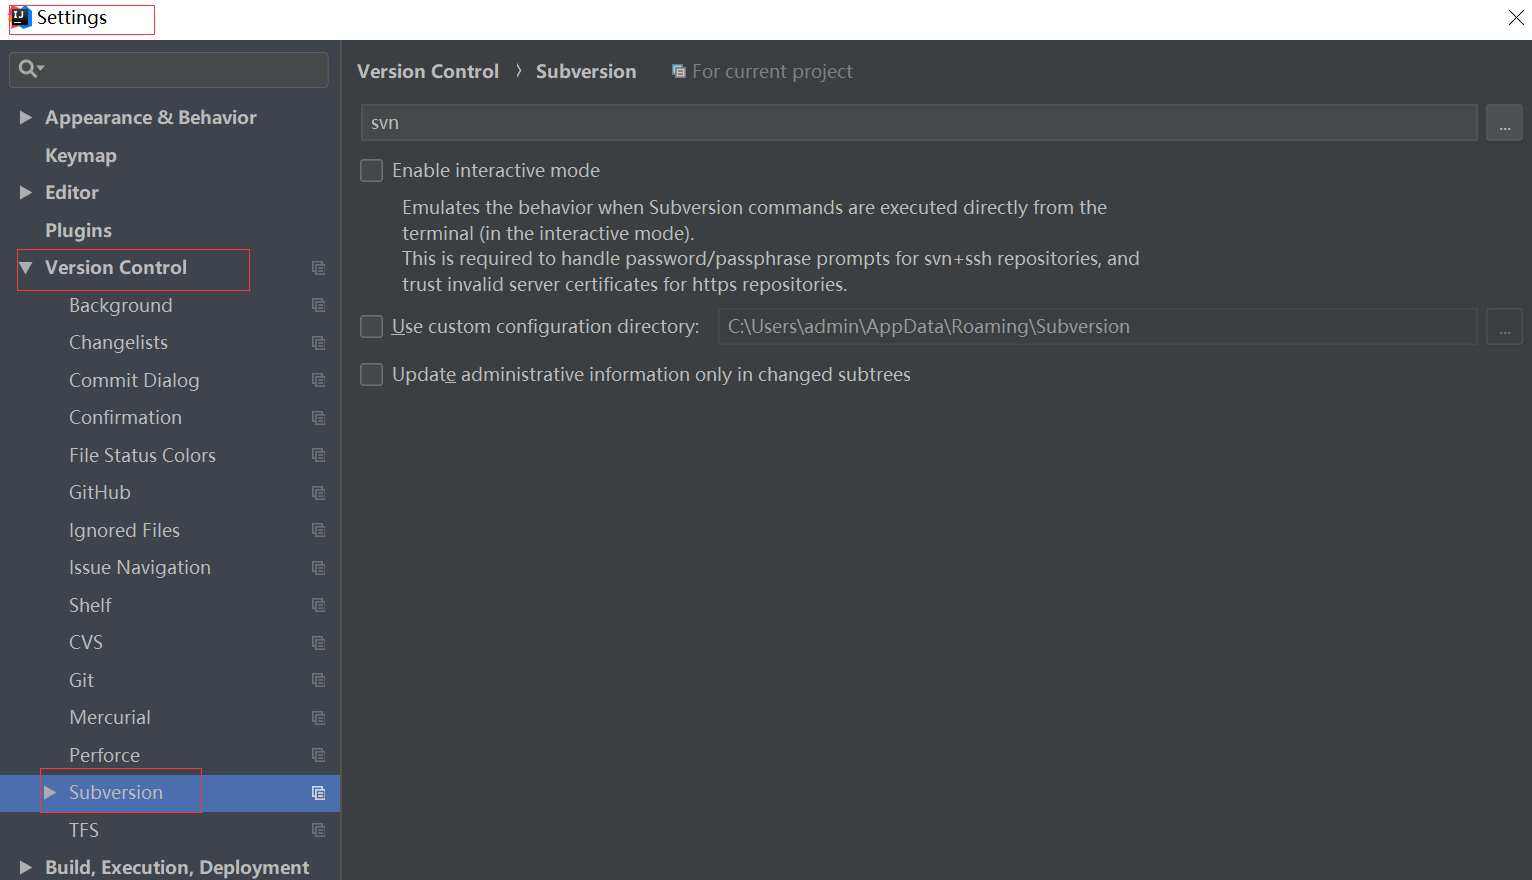 Settings
Appearance & Behavior
Keymap
Editor
Plugins
Version Control
Background
Changelists
Commit Dialog
Confirmation
File Status Colors
GitHub
Ignored Files
Issue Navigation
Shelf
CVS
Git
Mercurial
Perforce
Subversion
TFS
Build, Execution, Deployment
Version Control › Subversion For current project
svn
...
Enable interactive mode
Emulates the behavior when Subversion commands are executed directly from the
terminal (in the interactive mode).
This is required to handle password/passphrase prompts for svn+ssh repositories, and
trust invalid server certificates for https repositories.
Use custom configuration directory: C:\Users\admin\AppData\Roaming\Subversion ...
Update administrative information only in changed subtrees